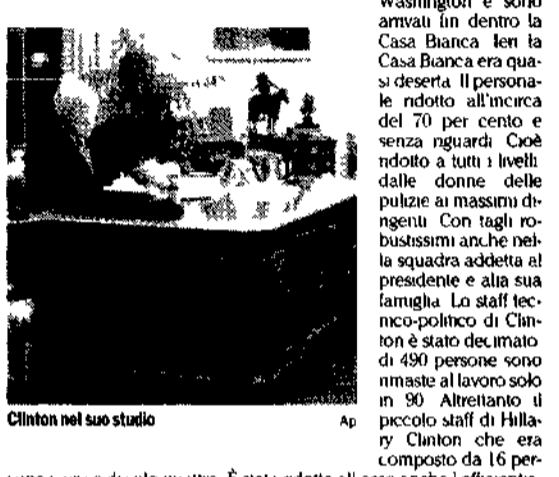 Washington e sono
arrivati fin dentro la
Casa Bianca Ieri la
Casa Bianca era qua-
si deserta Il persona-
le ridotto all'incirca
del 70 per cento e
senza riguardi Cioè
ridotto a tutti i livelli
dalle donne delle
pulizie ai massimi di-
rigenti Con tagli ro-
bustissimi anche nel-
la squadra addetta al
presidente e alla sua
famiglia Lo staff tec-
nico-politico di Clin-
ton è stato decimato
di 490 persone sono
rimaste al lavoro solo
in 90 Altrettanto il
piccolo staff di Hilla-
ry Clinton che era
composto da 16 per-
Clinton nel suo studio
Ap